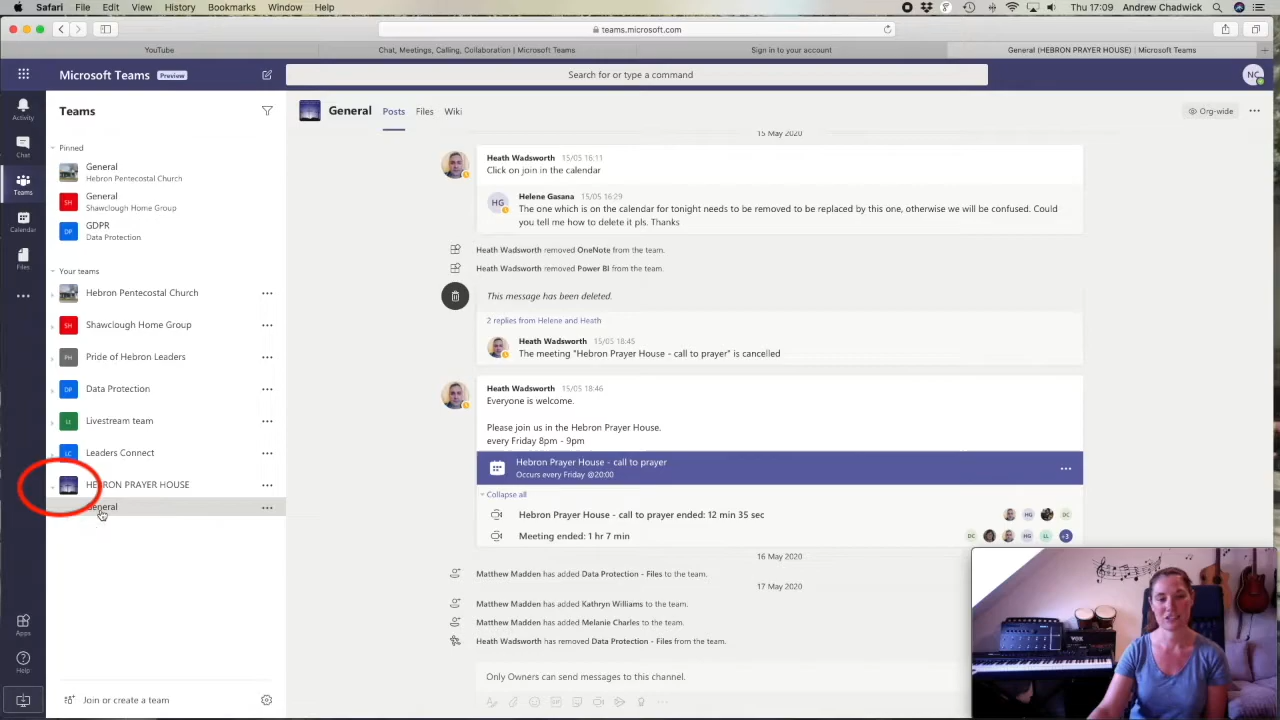 Safari File Edit View History Bookmarks Window Help
Thu 17:09 Andrew Chadwick
teams.microsoft.com
YouTube
Chat, Meetings, Calling, Collaboration | Microsoft Teams
Sign in to your account
General (HEBRON PRAYER HOUSE) | Microsoft Teams
Microsoft Teams Preview
Search for or type a command
NC
Activity
Chat
Teams
Calendar
Files
Apps
Help
Teams
Pinned
General
Hebron Pentecostal Church
SH
General
Shawclough Home Group
DP
GDPR
Data Protection
Your teams
Hebron Pentecostal Church
SH Shawclough Home Group
PH Pride of Hebron Leaders
DP Data Protection
Livestream team
LC Leaders Connect
HEBRON PRAYER HOUSE
General
Join or create a team
General Posts Files Wiki
Org-wide
15 May 2020
Heath Wadsworth 15/05 16:11
Click on join in the calendar
HG
Helene Gasana 15/05 16:29
The one which is on the calendar for tonight needs to be removed to be replaced by this one, otherwise we will be confused. Could
you tell me how to delete it pls. Thanks
Heath Wadsworth removed OneNote from the team.
Heath Wadsworth removed Power BI from the team.
This message has been deleted.
2 replies from Helene and Heath
Heath Wadsworth 15/05 18:45
The meeting "Hebron Prayer House - call to prayer" is cancelled
Heath Wadsworth 15/05 18:46
Everyone is welcome.
Please join us in the Hebron Prayer House.
every Friday 8pm - 9pm
Hebron Prayer House - call to prayer
Occurs every Friday @20:00
Collapse all
Hebron Prayer House - call to prayer ended: 12 min 35 sec
HG DC
Meeting ended: 1 hr 7 min
DC HG LL +3
16 May 2020
Matthew Madden has added Data Protection - Files to the team.
17 May 2020
Matthew Madden has added Kathryn Williams to the team.
Matthew Madden has added Melanie Charles to the team.
Heath Wadsworth has removed Data Protection - Files from the team.
Only Owners can send messages to this channel.
VOX